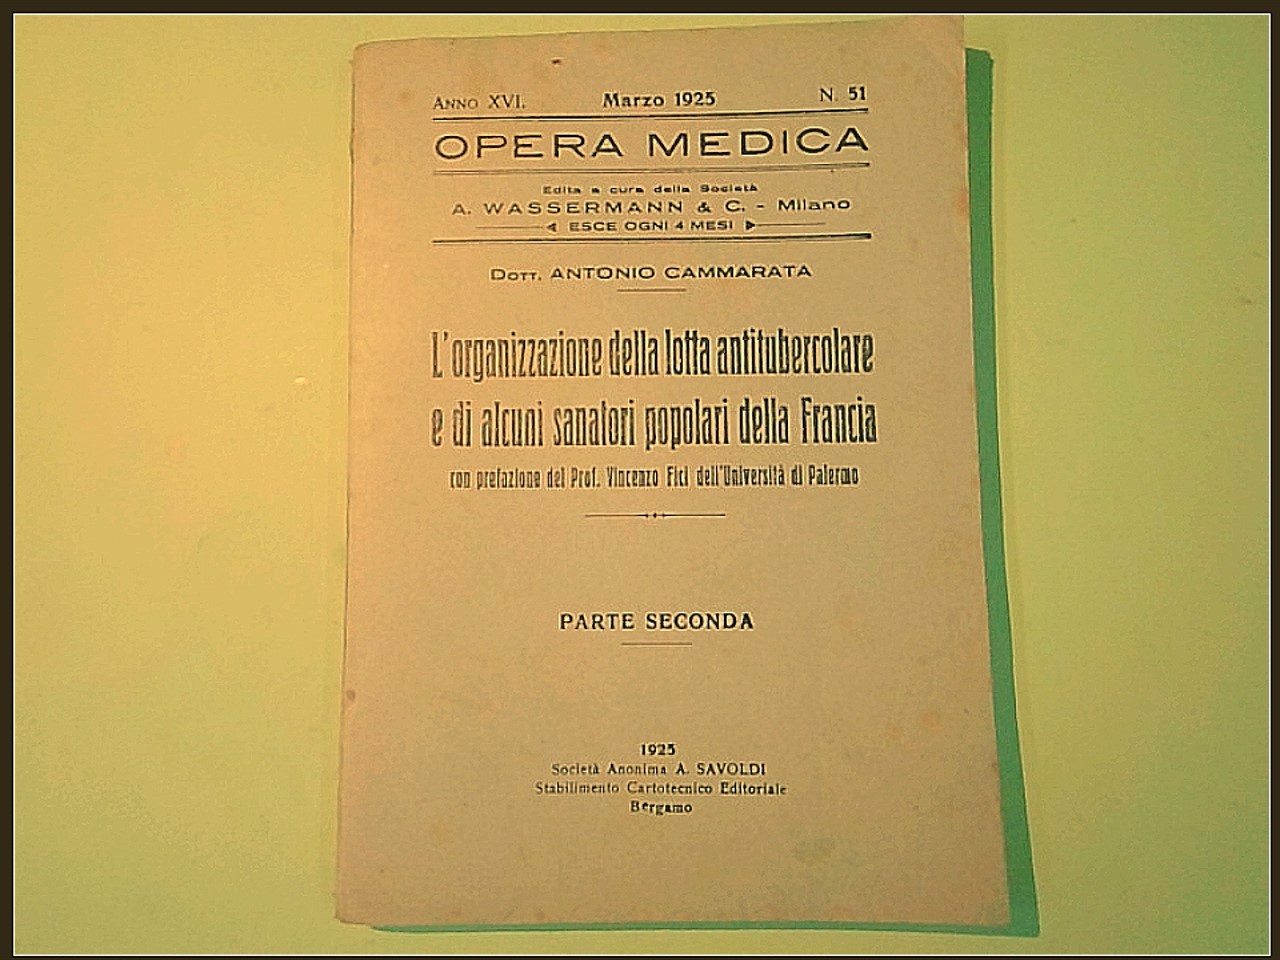 Anno XVI. Marzo 1925 N. 51
OPERA MEDICA
Edita a cura della Società
A. WASSERMANN & C. - Milano
ESCE OGNI 4 MESI
Dott. ANTONIO CAMMARATA
L'organizzazione della lotta antitubercolare
e di alcuni sanatori popolari della Francia
con prefazione del Prof. Vincenzo Fici dell'Università di Palermo
PARTE SECONDA
1925
Società Anonima A. SAVOLDI
Stabilimento Cartotecnico Editoriale
Bergamo